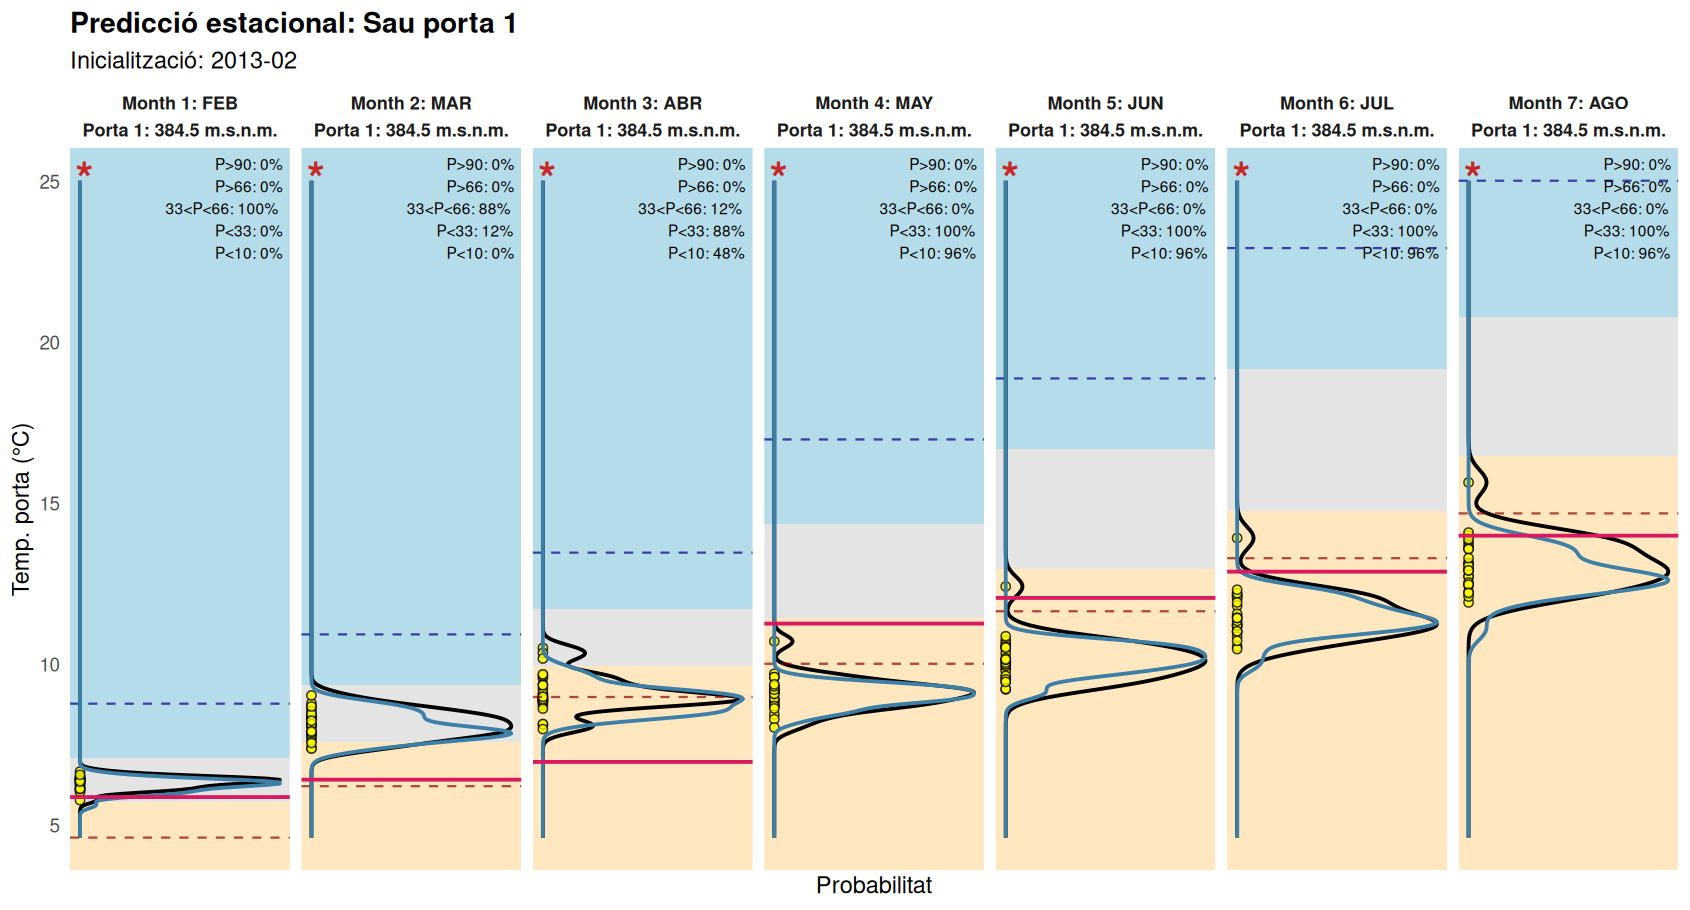 Predicció estacional: Sau porta 1
Inicialització: 2013-02
Month 1: FEB
Porta 1: 384.5 m.s.n.m.
Month 2: MAR
Porta 1: 384.5 m.s.n.m.
Month 3: ABR
Porta 1: 384.5 m.s.n.m.
Month 4: MAY
Porta 1: 384.5 m.s.n.m.
Month 5: JUN
Porta 1: 384.5 m.s.n.m.
Month 6: JUL
Porta 1: 384.5 m.s.n.m.
Month 7: AGO
Porta 1: 384.5 m.s.n.m.
*
P>90: 0%
P>66: 0%
33<P<66: 100%
P<33: 0%
P<10: 0%
*
P>90: 0%
P>66: 0%
33<P<66: 88%
P<33: 12%
P<10: 0%
*
P>90: 0%
P>66: 0%
33<P<66: 12%
P<33: 88%
P<10: 48%
*
P>90: 0%
P>66: 0%
33<P<66: 0%
P<33: 100%
P<10: 96%
*
P>90: 0%
P>66: 0%
33<P<66: 0%
P<33: 100%
P<10: 96%
*
P>90: 0%
P>66: 0%
33<P<66: 0%
P<33: 100%
P<10: 96%
*
P>90: 0%
P>66: 0%
33<P<66: 0%
P<33: 100%
P<10: 96%
25
20
15
10
5
Temp. porta (°C)
Probabilitat